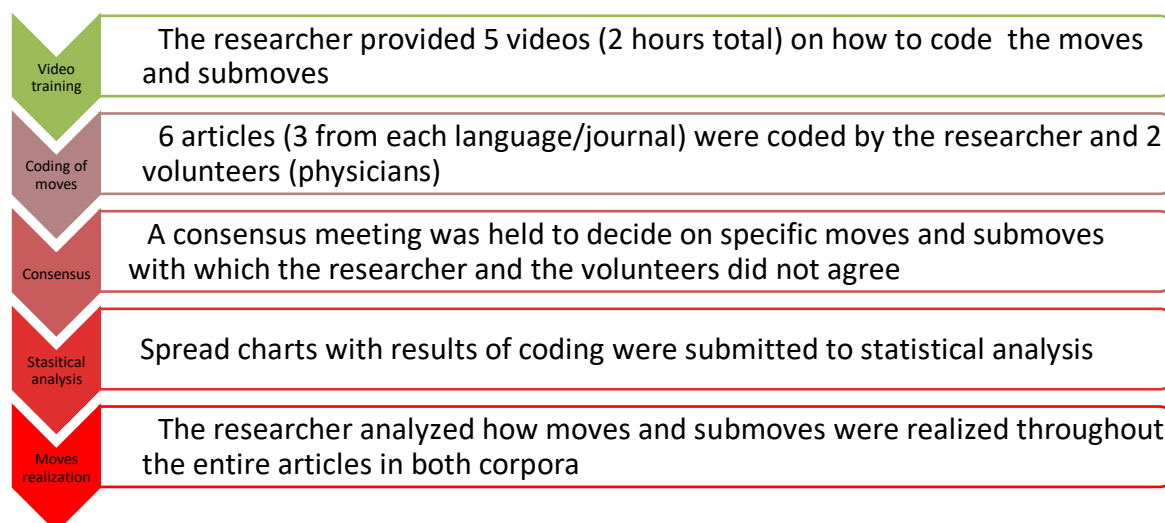 Video
training
The researcher provided 5 videos (2 hours total) on how to code the moves
and submoves
Coding of
moves
6 articles (3 from each language/journal) were coded by the researcher and 2
volunteers (physicians)
Consensus
A consensus meeting was held to decide on specific moves and submoves
with which the researcher and the volunteers did not agree
Stasitical
analysis
Spread charts with results of coding were submitted to statistical analysis
Moves
realization
The researcher analyzed how moves and submoves were realized throughout
the entire articles in both corpora